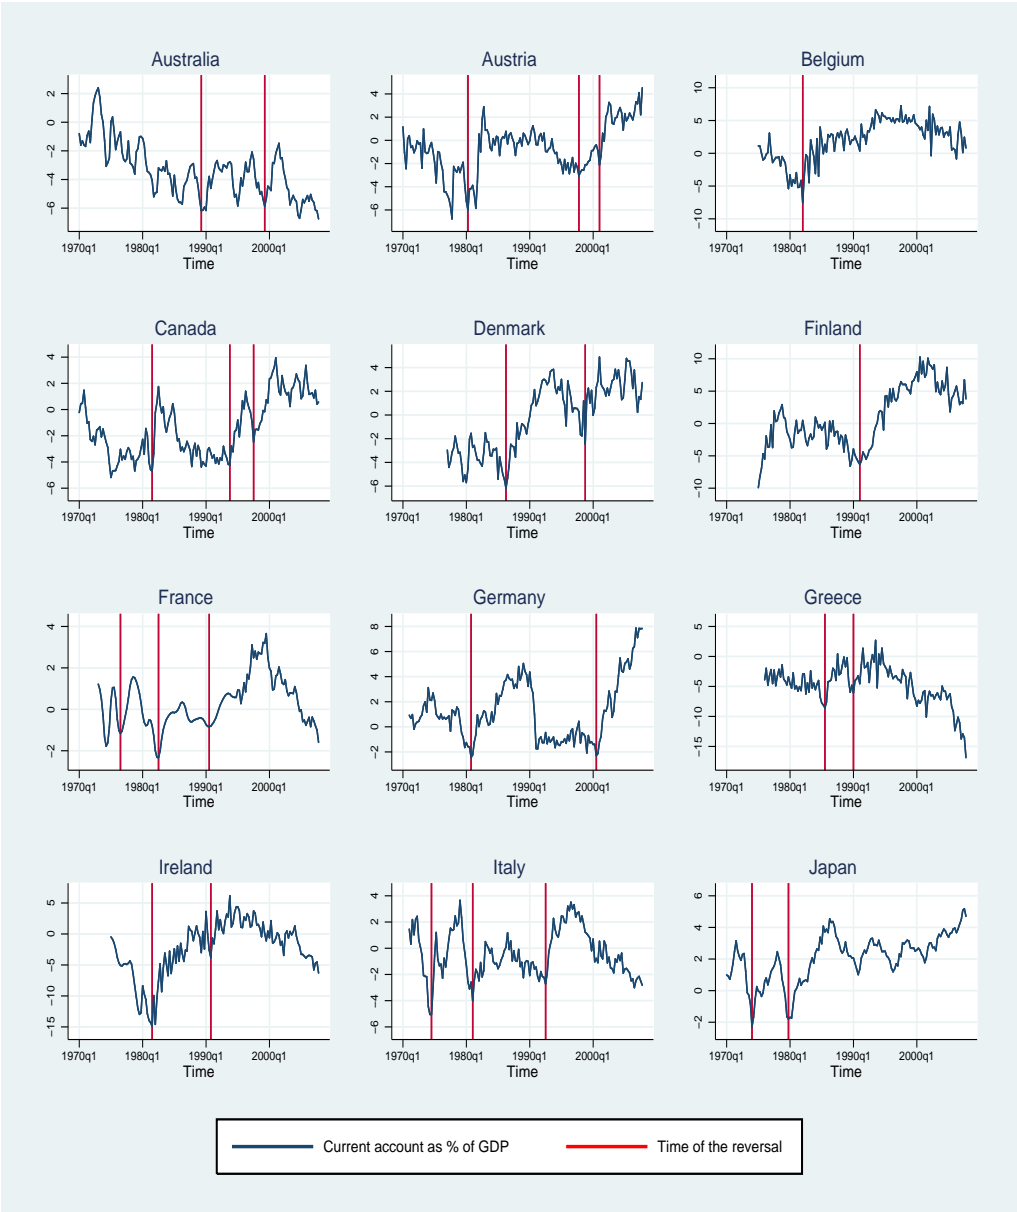 Australia
2
0
−2
−4
−6
1970q1 1980q1 1990q1 2000q1
Time
Austria
4
2
0
−2
−4
−6
1970q1 1980q1 1990q1 2000q1
Time
Belgium
10
5
0
−5
−10
1970q1 1980q1 1990q1 2000q1
Time
Canada
4
2
0
−2
−4
−6
1970q1 1980q1 1990q1 2000q1
Time
Denmark
4
2
0
−2
−4
−6
1970q1 1980q1 1990q1 2000q1
Time
Finland
10
5
0
−5
−10
1970q1 1980q1 1990q1 2000q1
Time
France
4
2
0
−2
1970q1 1980q1 1990q1 2000q1
Time
Germany
8
6
4
2
0
−2
1970q1 1980q1 1990q1 2000q1
Time
Greece
5
0
−5
−10
−15
1970q1 1980q1 1990q1 2000q1
Time
Ireland
5
0
−5
−10
−15
1970q1 1980q1 1990q1 2000q1
Time
Italy
4
2
0
−2
−4
−6
1970q1 1980q1 1990q1 2000q1
Time
Japan
6
4
2
0
−2
1970q1 1980q1 1990q1 2000q1
Time
Current account as % of GDP
Time of the reversal